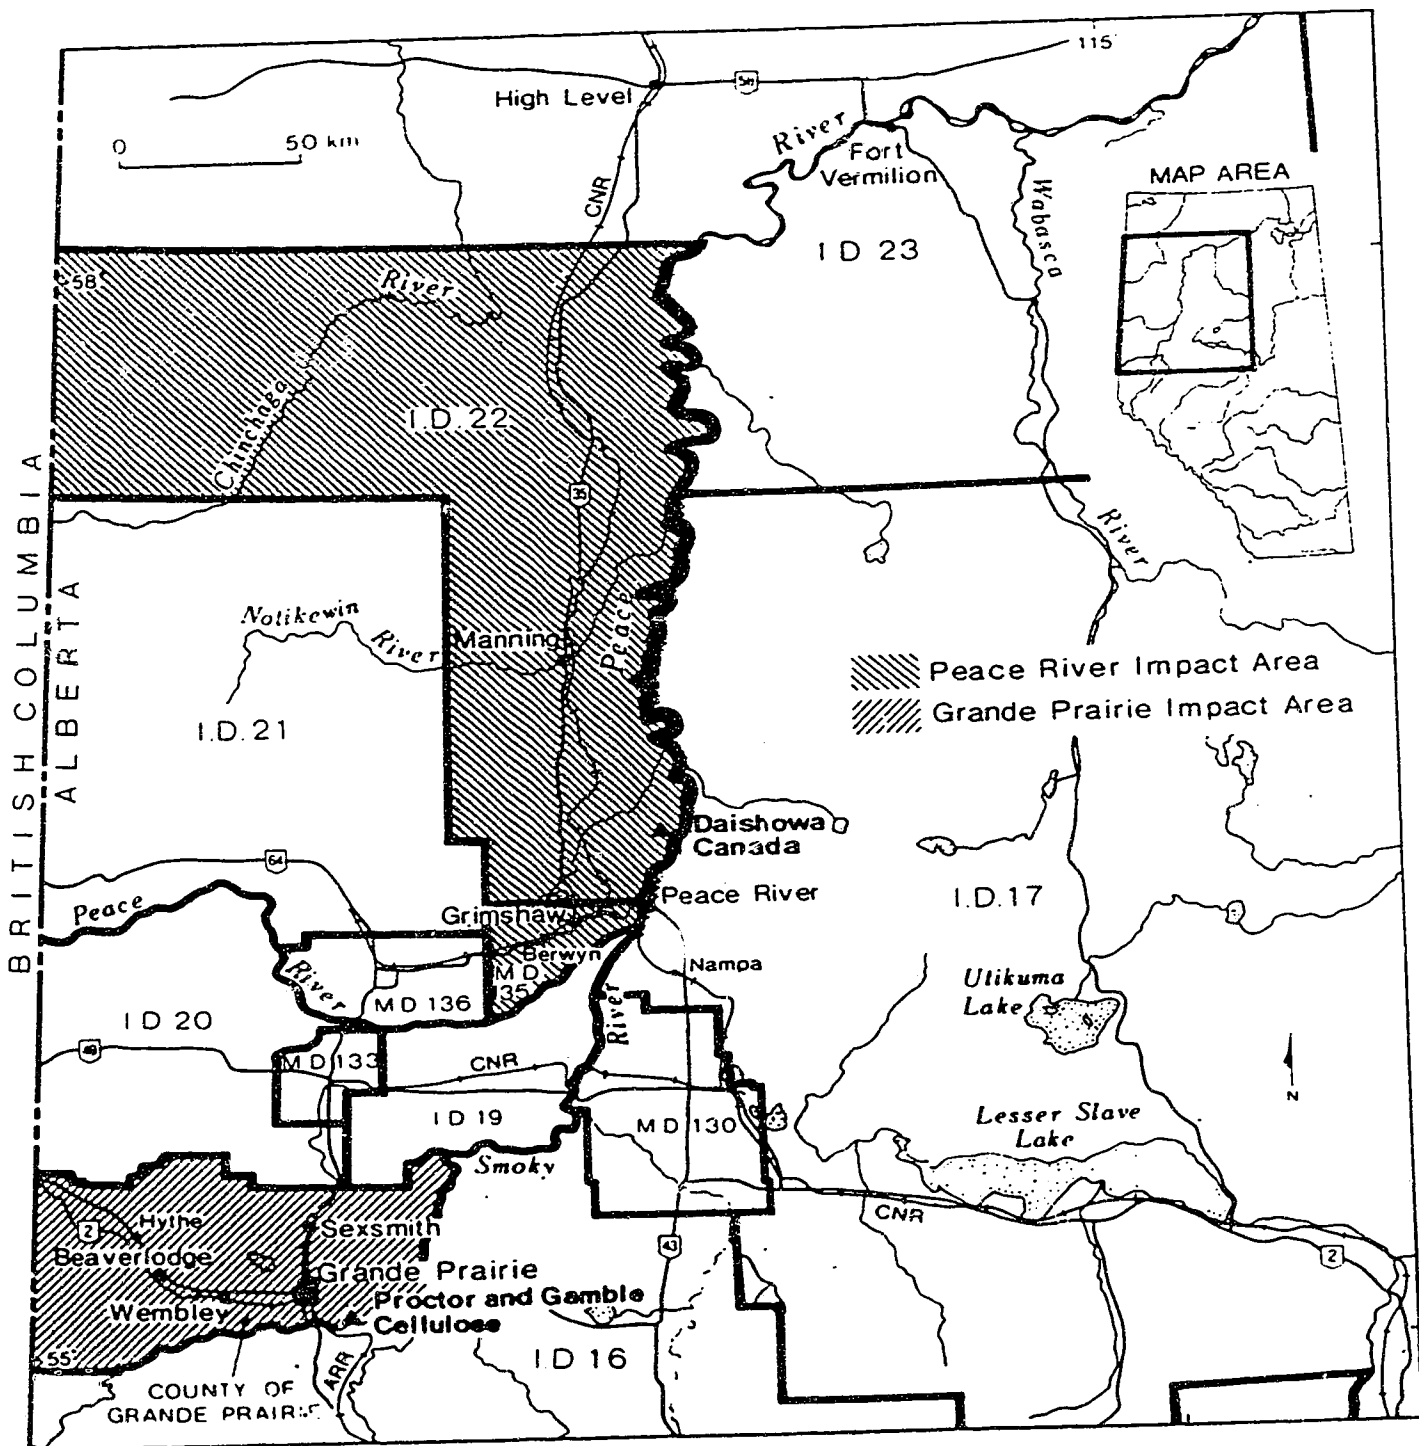 115°
58
High Level
0 50 km
River
Fort
Vermilion
CNR
Wabasca
MAP AREA
I D 23
58°
River
Chinchaga
I.D. 22
35
River
BRITISH COLUMBIA
ALBERTA
Notikewin
River
Manning
Peace
Peace River Impact Area
Grande Prairie Impact Area
I.D. 21
Daishowa
Canada
64
Peace River
I.D. 17
Peace
Grimshaw
Berwyn
Nampa
River
M D
35
M D 136
Utikuma
Lake
I D 20
River
49
M D 133
CNR
N
I D 19
M D 130
Lesser Slave
Lake
Smoky
CNR
Hythe
2
Sexsmith
Beaverlodge
43
2
Grande Prairie
Wembley
Proctor and Gamble
Cellulose
55°
I.D 16
ARR
COUNTY OF
GRANDE PRAIRIE